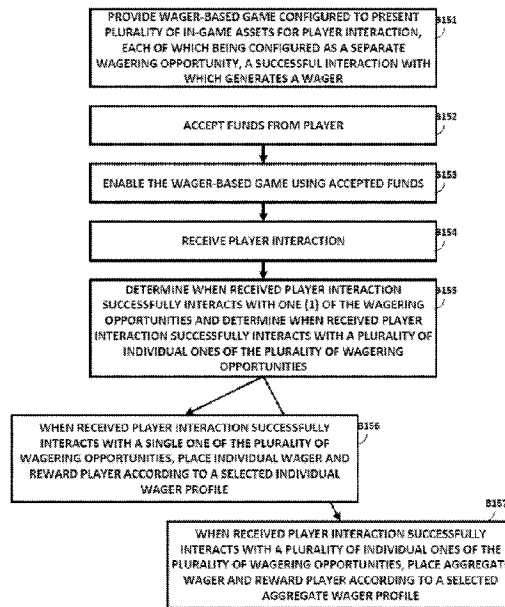 B151
PROVIDE WAGER-BASED GAME CONFIGURED TO PRESENT
PLURALITY OF IN-GAME ASSETS FOR PLAYER INTERACTION,
EACH OF WHICH BEING CONFIGURED AS A SEPARATE
WAGERING OPPORTUNITY, A SUCCESSFUL INTERACTION WITH
WHICH GENERATES A WAGER
B152
ACCEPT FUNDS FROM PLAYER
B153
ENABLE THE WAGER-BASED GAME USING ACCEPTED FUNDS
B154
RECEIVE PLAYER INTERACTION
B155
DETERMINE WHEN RECEIVED PLAYER INTERACTION
SUCCESSFULLY INTERACTS WITH ONE (1) OF THE WAGERING
OPPORTUNITIES AND DETERMINE WHEN RECEIVED PLAYER
INTERACTION SUCCESSFULLY INTERACTS WITH A PLURALITY OF
INDIVIDUAL ONES OF THE PLURALITY OF WAGERING
OPPORTUNITIES
B156
WHEN RECEIVED PLAYER INTERACTION SUCCESSFULLY
INTERACTS WITH A SINGLE ONE OF THE PLURALITY OF
WAGERING OPPORTUNITIES, PLACE INDIVIDUAL WAGER AND
REWARD PLAYER ACCORDING TO A SELECTED INDIVIDUAL
WAGER PROFILE
B157
WHEN RECEIVED PLAYER INTERACTION SUCCESSFULLY
INTERACTS WITH A PLURALITY OF INDIVIDUAL ONES OF THE
PLURALITY OF WAGERING OPPORTUNITIES, PLACE AGGREGATE
WAGER AND REWARD PLAYER ACCORDING TO A SELECTED
AGGREGATE WAGER PROFILE